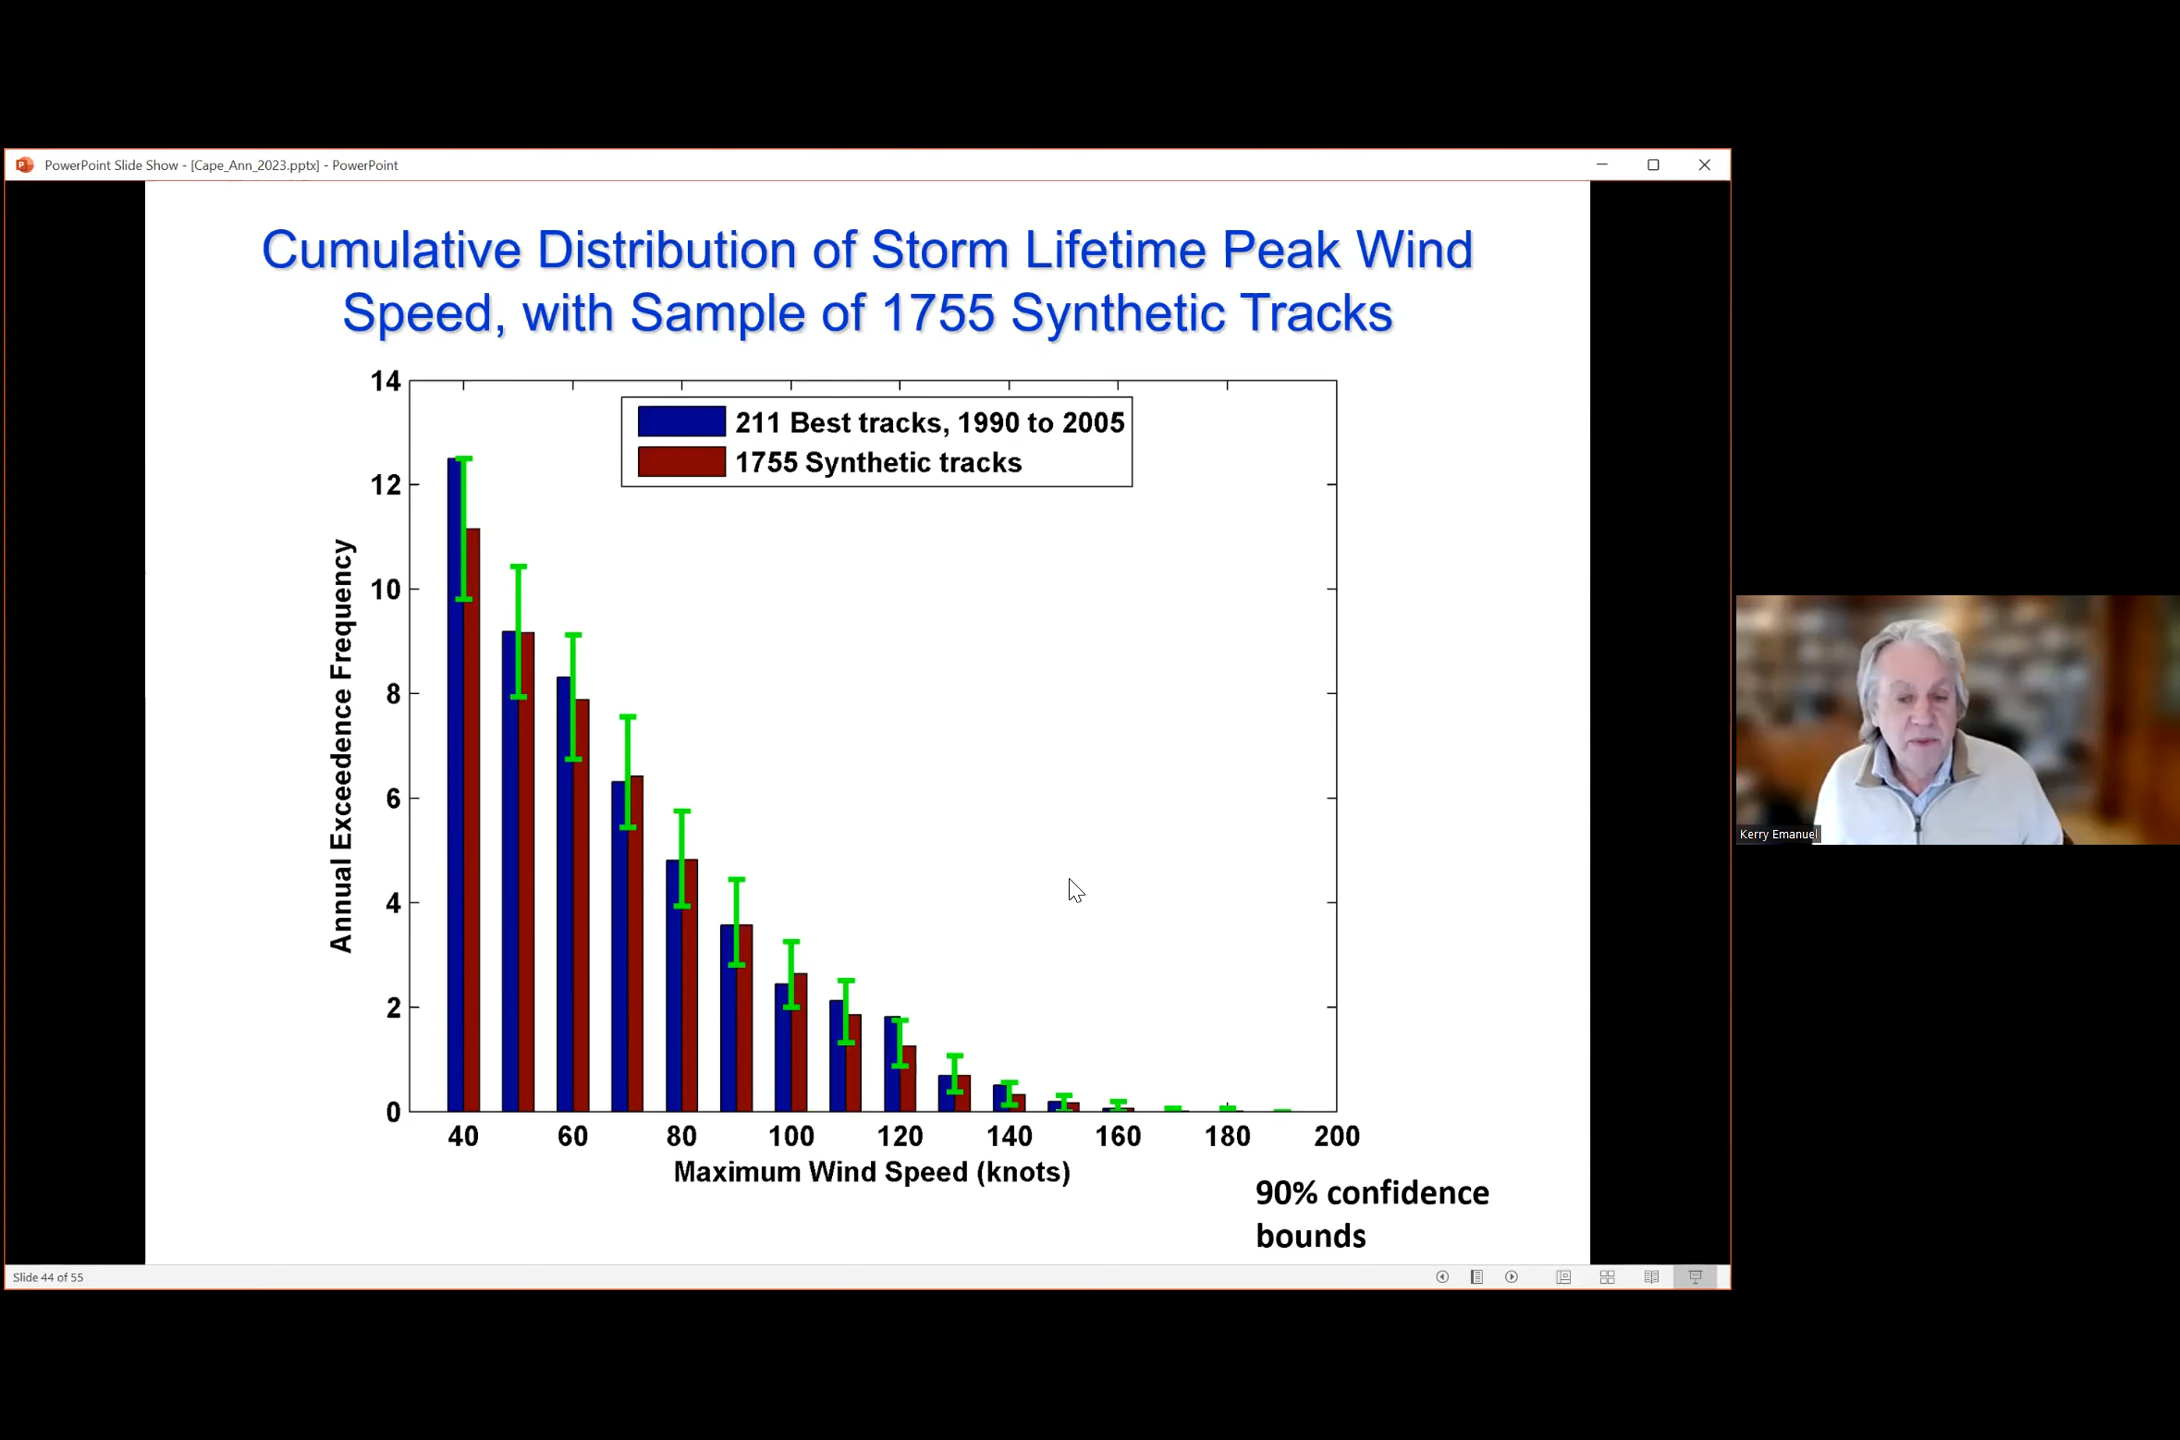 PowerPoint Slide Show - [Cape_Ann_2023.pptx] - PowerPoint
Cumulative Distribution of Storm Lifetime Peak Wind
Speed, with Sample of 1755 Synthetic Tracks
211 Best tracks, 1990 to 2005
1755 Synthetic tracks
Annual Exceedence Frequency
14
12
10
8
6
4
2
0
40 60 80 100 120 140 160 180 200
Maximum Wind Speed (knots)
90% confidence
bounds
Kerry Emanuel
Slide 44 of 55